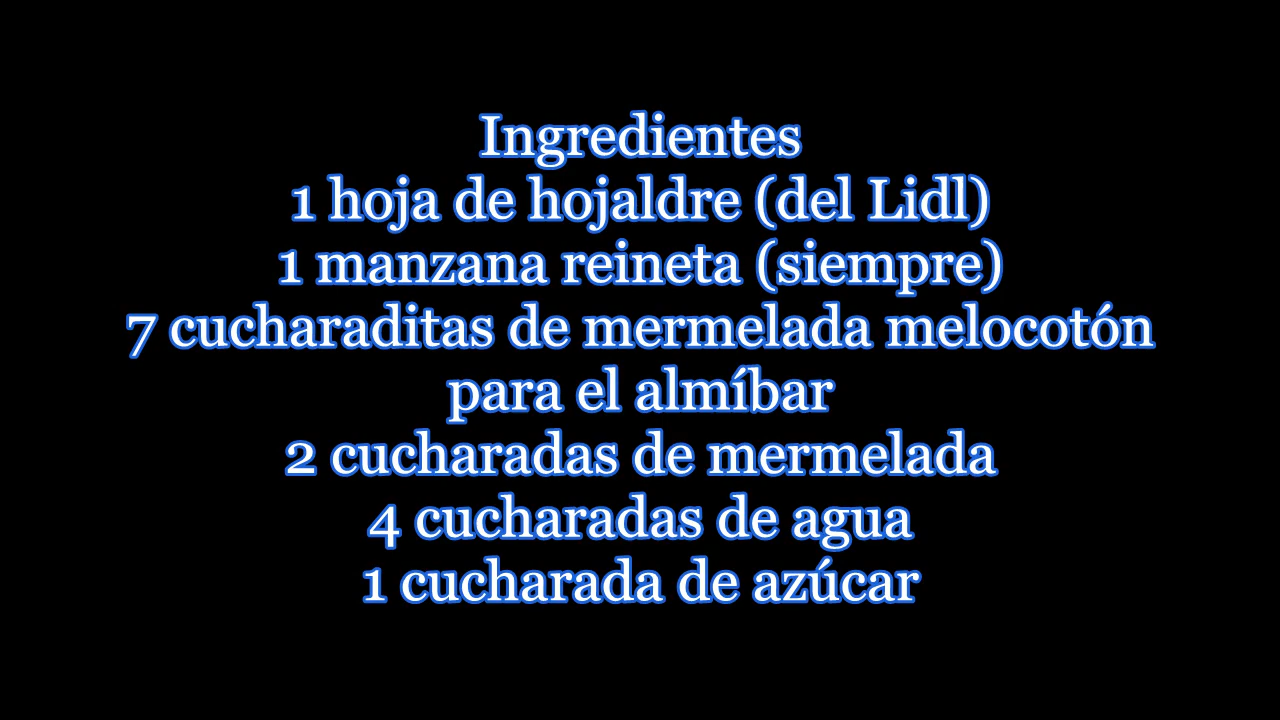 Ingredientes
1 hoja de hojaldre (del Lidl)
1 manzana reineta (siempre)
7 cucharaditas de mermelada melocotón
para el almíbar
2 cucharadas de mermelada
4 cucharadas de agua
1 cucharada de azúcar